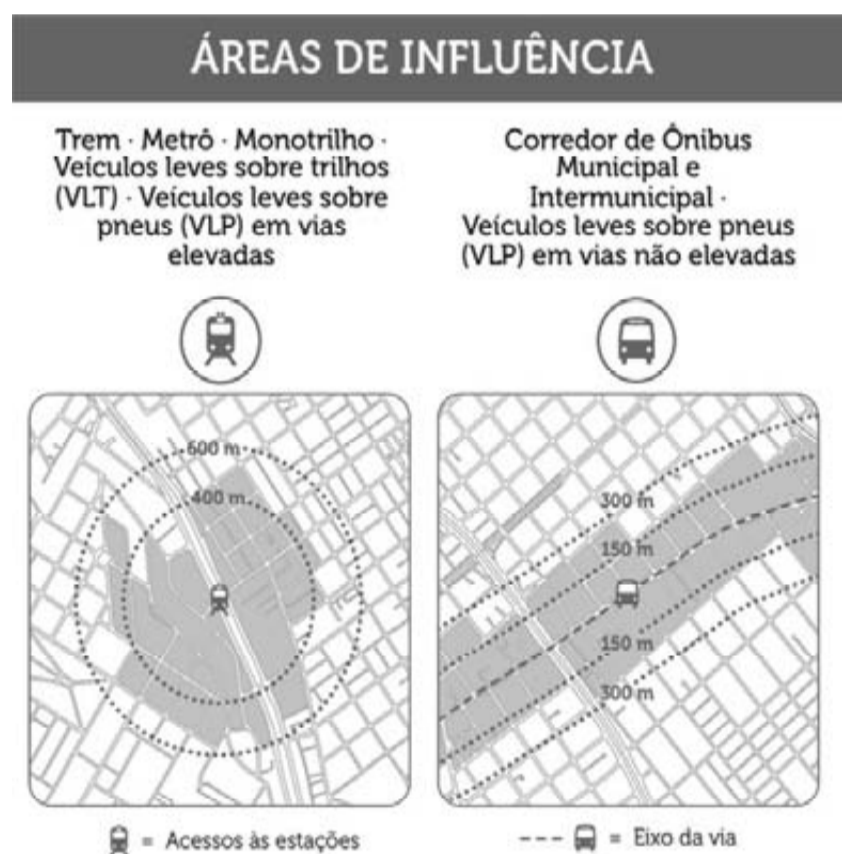 ÁREAS DE INFLUÊNCIA
Trem · Metrô · Monotrilho ·
Veículos leves sobre trilhos
(VLT) · Veículos leves sobre
pneus (VLP) em vias
elevadas
Corredor de Ônibus
Municipal e
Intermunicipal ·
Veículos leves sobre pneus
(VLP) em vias não elevadas
600 m
400 m
300 m
150 m
150 m
300 m
= Acessos às estações
--- = Eixo da via